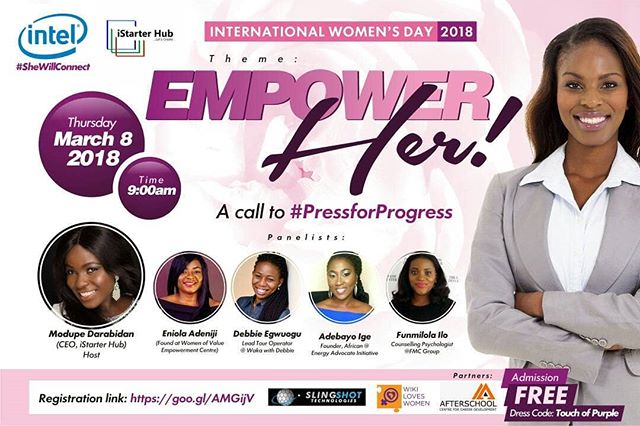 intel
#SheWillConnect
iStarter Hub
INTERNATIONAL WOMEN'S DAY 2018
Theme:
EMPOWER
Her!
Thursday
March 8
2018
Time
9:00am
A call to #PressforProgress
Panelists:
Modupe Darabidan
(CEO, iStarter Hub)
Host
Eniola Adeniji
(Found at Women of Value
Empowerment Centre)
Debbie Egwuogu
Lead Tour Operator
@ Waka with Debbie
Adebayo Ige
Founder, African @
Energy Advocate Initiative
Funmilola Ilo
Counselling Psychologist
@FMC Group
Registration link: https://goo.gl/AMGijV
SLINGSHOT
TECHNOLOGIES
WIKI
LOVES
WOMEN
Partners:
AFTERSCHOOL
CENTRE FOR CAREER DEVELOPMENT
Admission
FREE
Dress Code: Touch of Purple